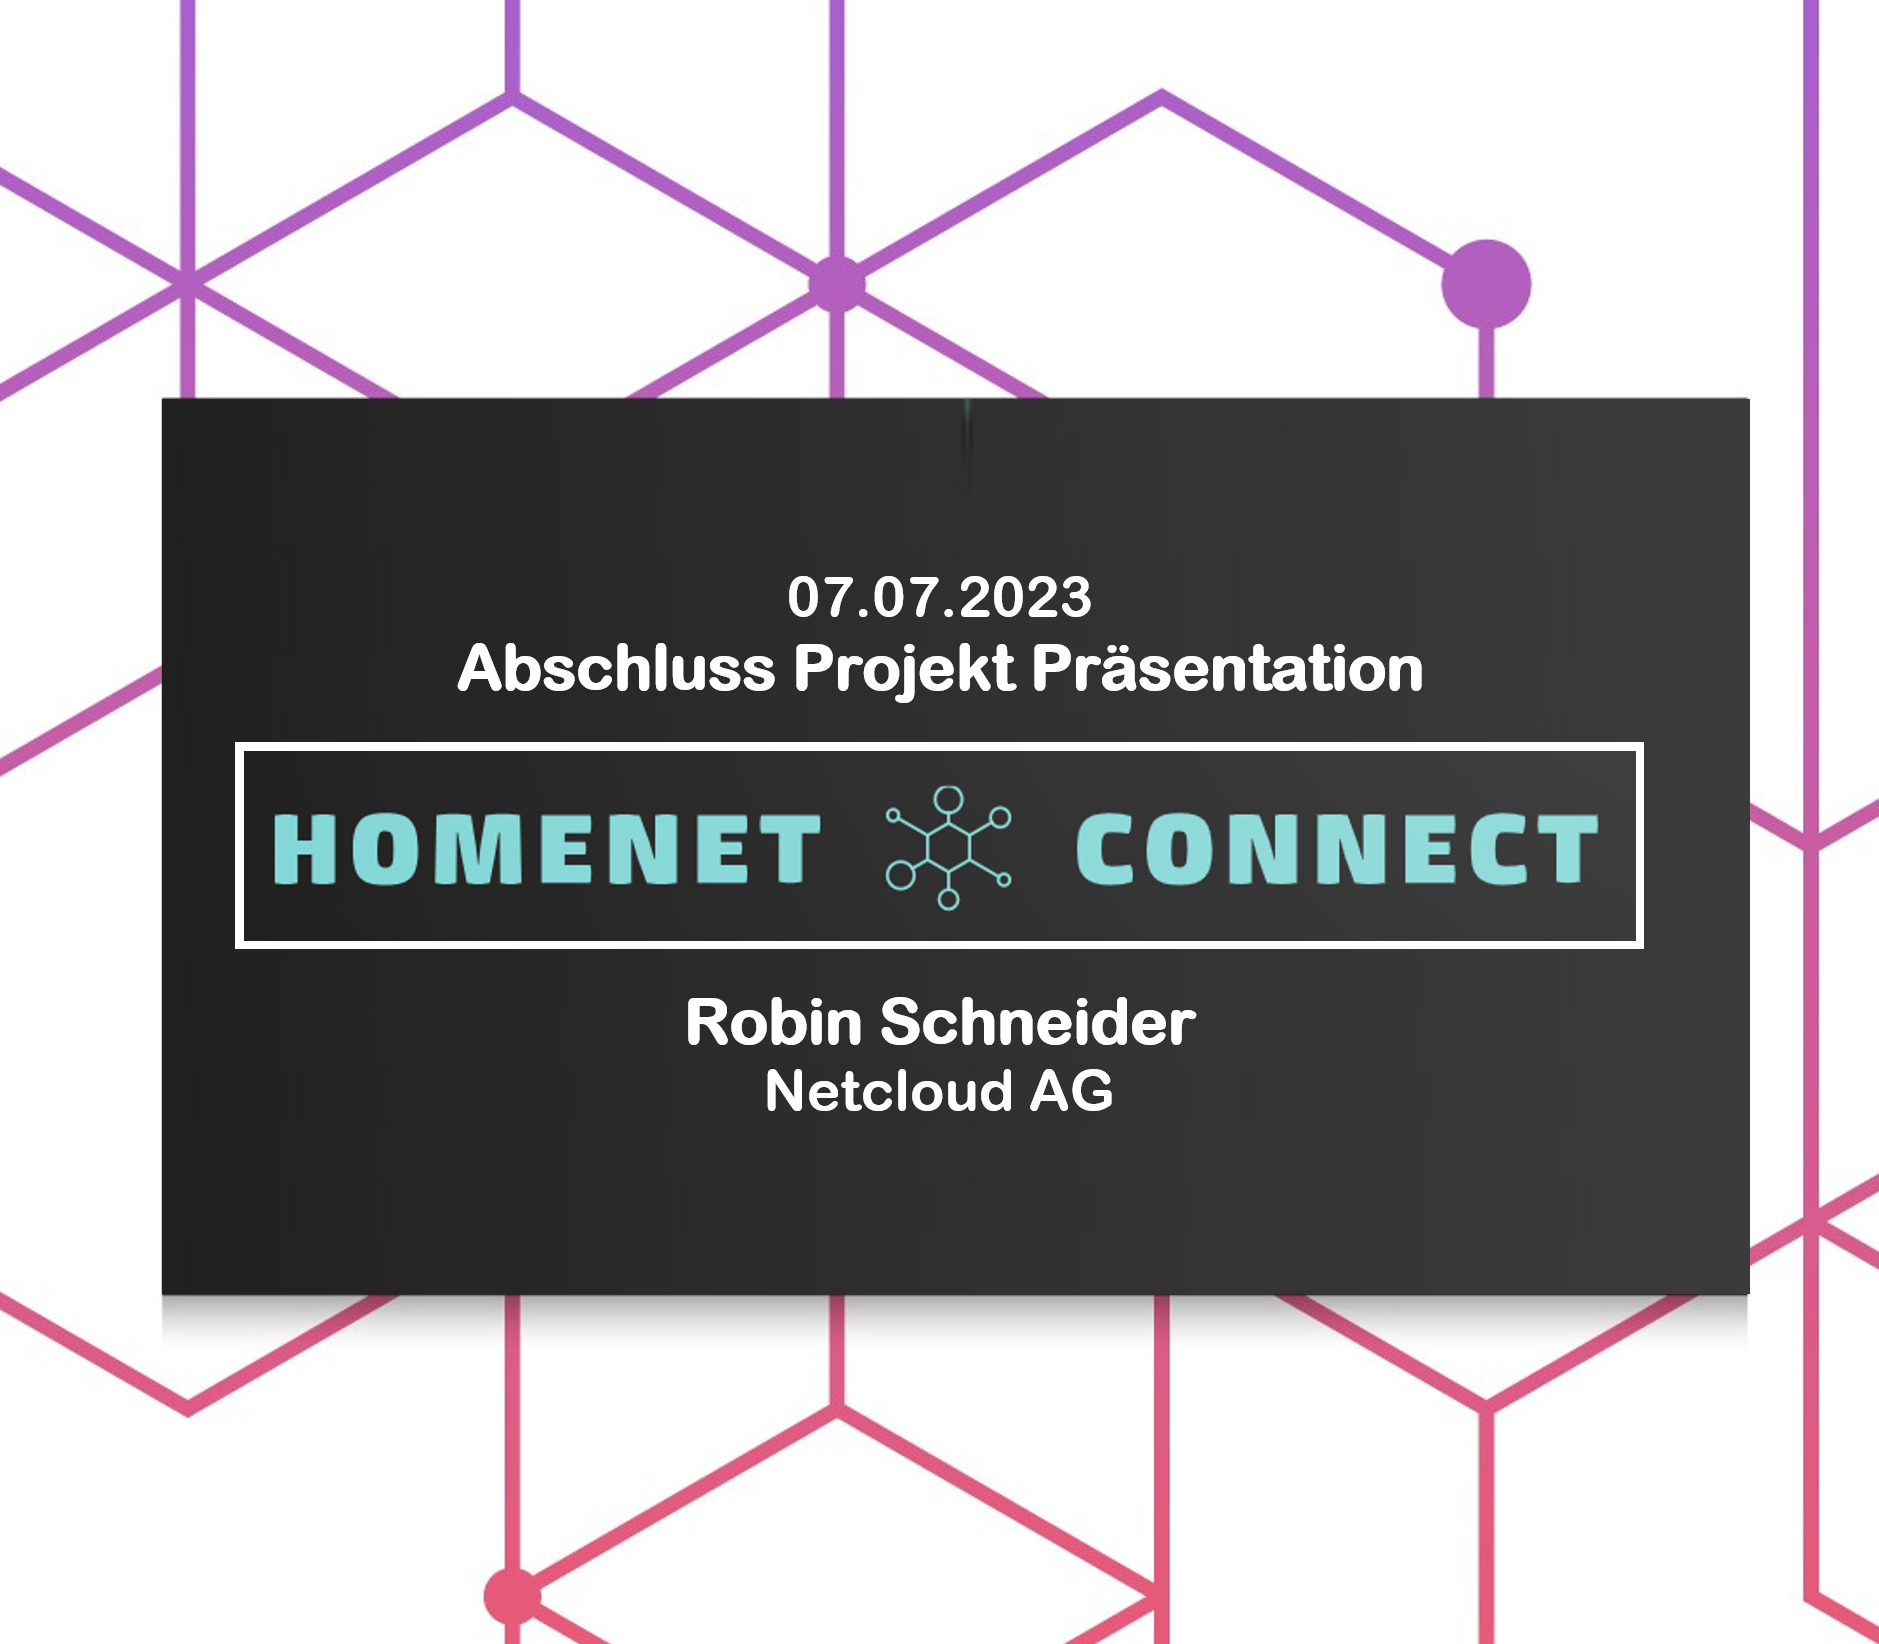 07.07.2023
Abschluss Projekt Präsentation
HOMENET CONNECT
Robin Schneider
Netcloud AG